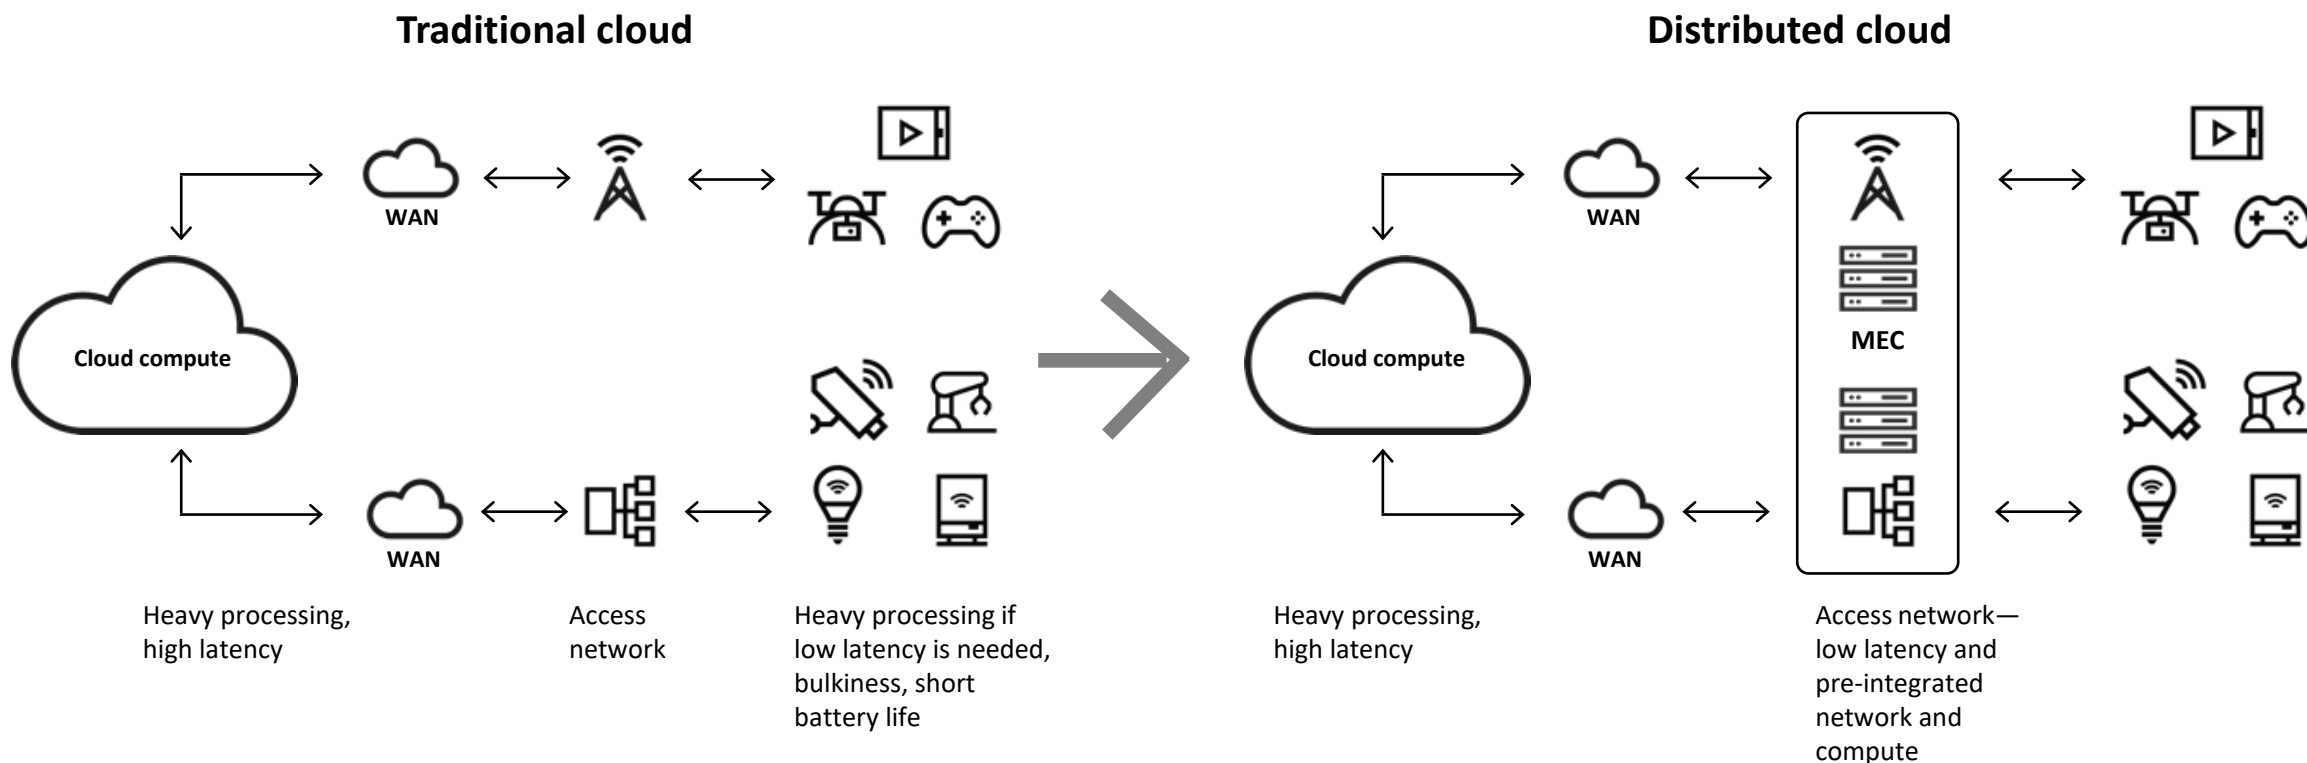 Traditional cloud
Distributed cloud
WAN
WAN
Cloud compute
Cloud compute
MEC
WAN
WAN
Heavy processing,
high latency
Access
network
Heavy processing if
low latency is needed,
bulkiness, short
battery life
Heavy processing,
high latency
Access network—
low latency and
pre-integrated
network and
compute